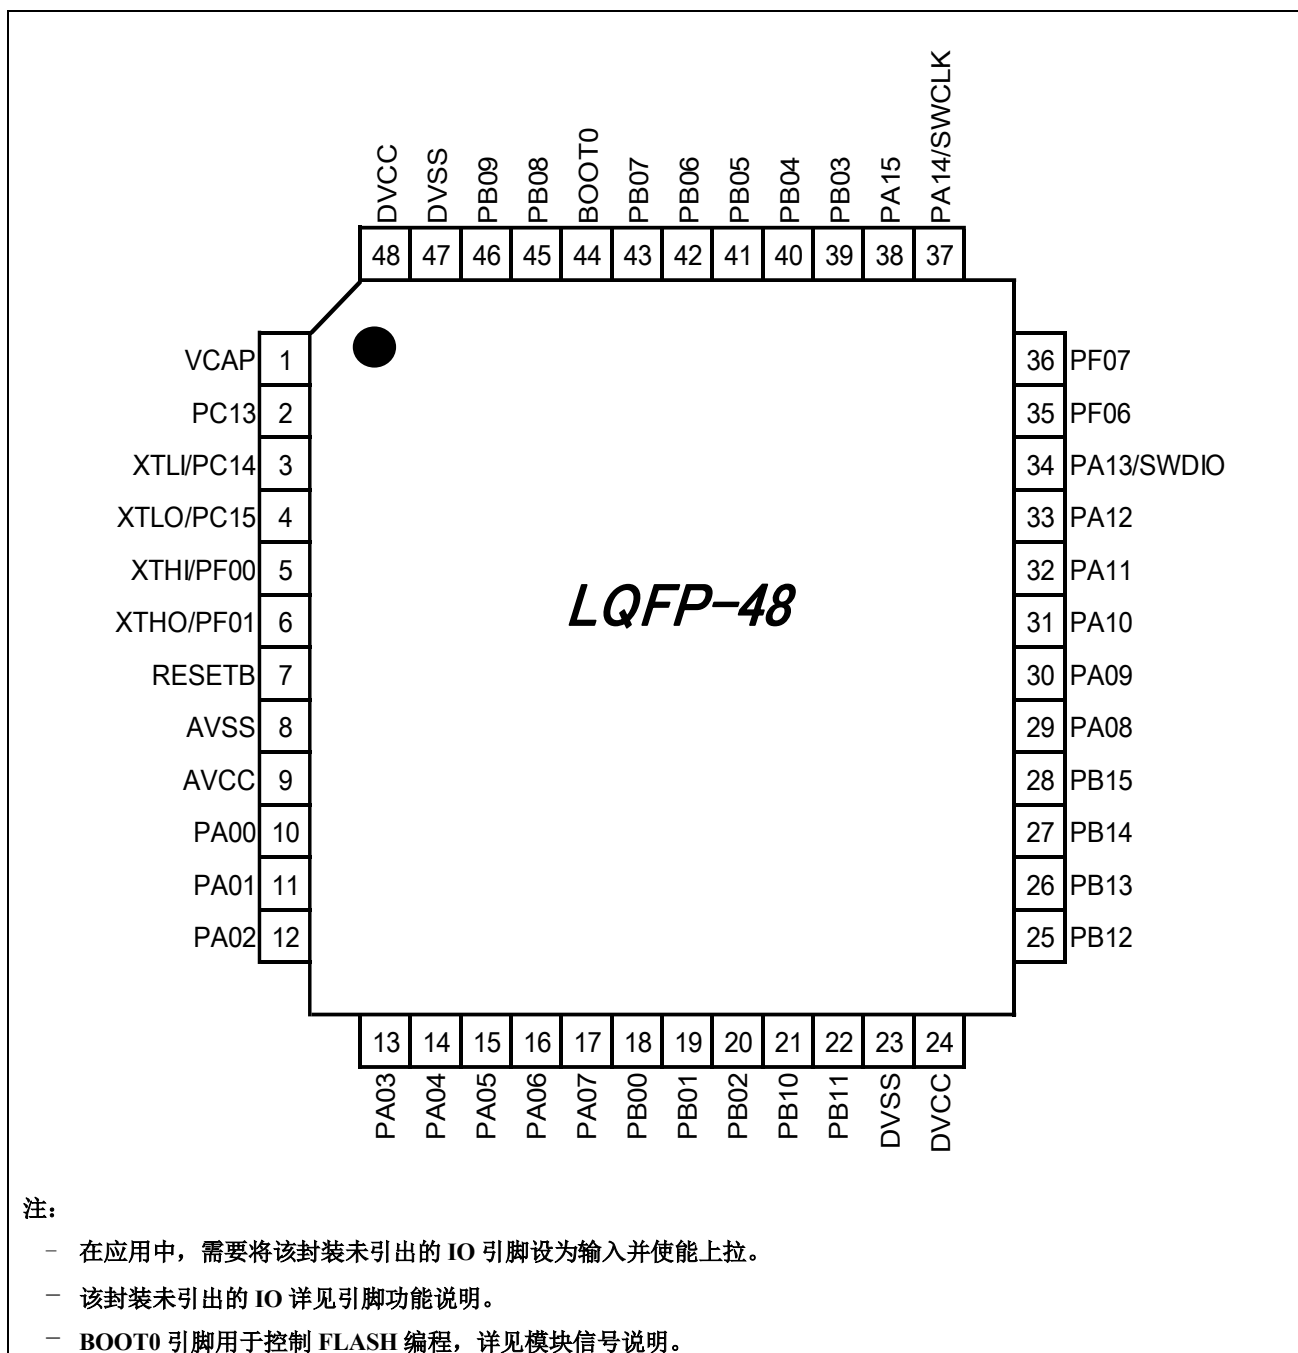 DVCC
DVSS
PB09
PB08
BOOT0
PB07
PB06
PB05
PB04
PB03
PA15
PA14/SWCLK
48 47 46 45 44 43 42 41 40 39 38 37
VCAP 1
PC13 2
XTLI/PC14 3
XTLO/PC15 4
XTHI/PF00 5
XTHO/PF01 6
RESETB 7
AVSS 8
AVCC 9
PA00 10
PA01 11
PA02 12
LQFP-48
36 PF07
35 PF06
34 PA13/SWDIO
33 PA12
32 PA11
31 PA10
30 PA09
29 PA08
28 PB15
27 PB14
26 PB13
25 PB12
13 14 15 16 17 18 19 20 21 22 23 24
PA03
PA04
PA05
PA06
PA07
PB00
PB01
PB02
PB10
PB11
DVSS
DVCC
注：
– 在应用中，需要将该封装未引出的 IO 引脚设为输入并使能上拉。
– 该封装未引出的 IO 详见引脚功能说明。
– BOOT0 引脚用于控制 FLASH 编程，详见模块信号说明。